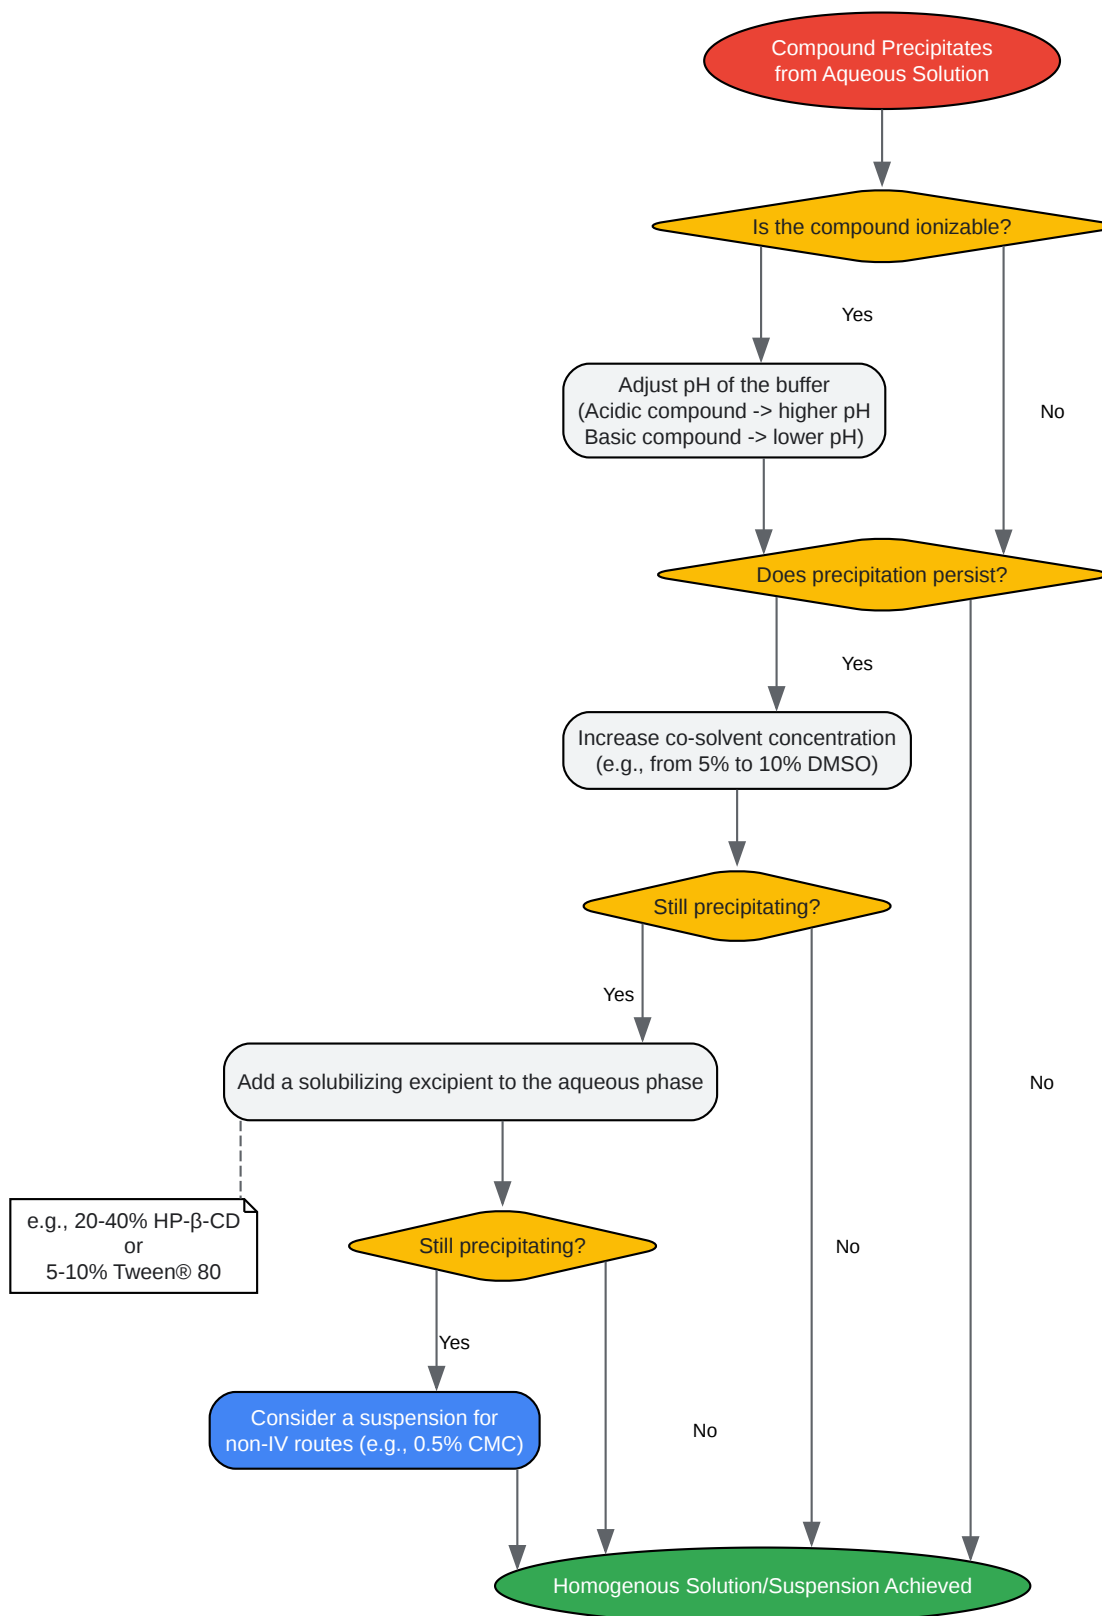 Compound Precipitates
from Aqueous Solution
Is the compound ionizable?
Yes
Adjust pH of the buffer
(Acidic compound -> higher pH
Basic compound -> lower pH)
No
Does precipitation persist?
Yes
Increase co-solvent concentration
(e.g., from 5% to 10% DMSO)
Still precipitating?
Yes
Add a solubilizing excipient to the aqueous phase
No
e.g., 20-40% HP-β-CD
or
5-10% Tween® 80
Still precipitating?
No
Yes
Consider a suspension for
non-IV routes (e.g., 0.5% CMC)
No
Homogenous Solution/Suspension Achieved